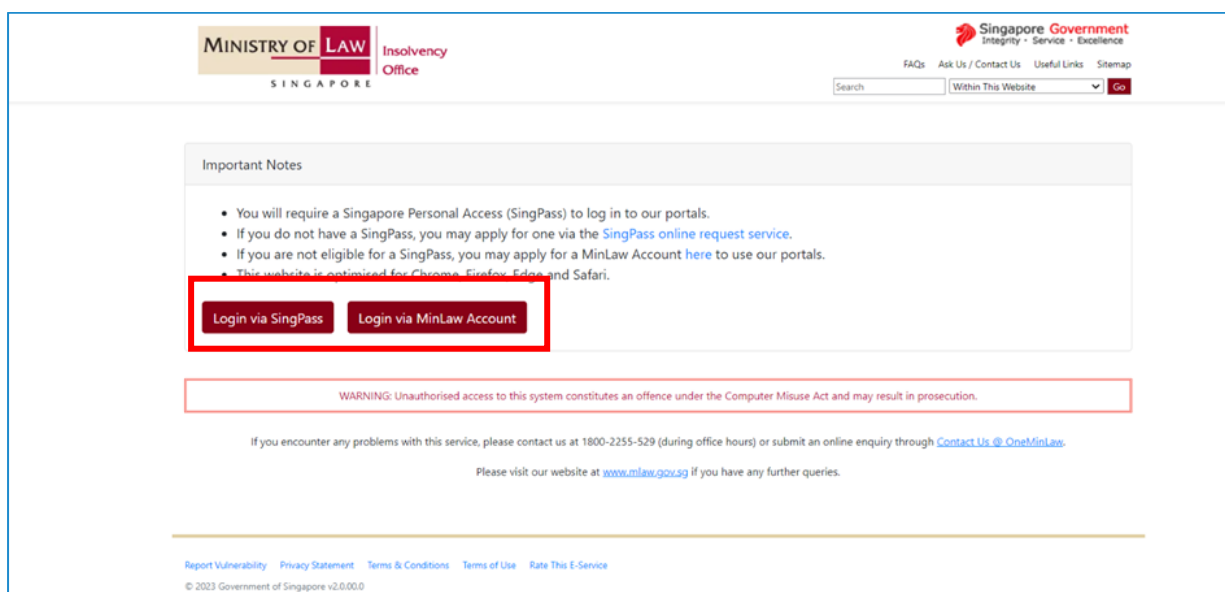 MINISTRY OF LAW
Insolvency
Office
SINGAPORE
Singapore Government
Integrity · Service · Excellence
FAQs Ask Us / Contact Us Useful Links Sitemap
Search Within This Website Go
Important Notes
• You will require a Singapore Personal Access (SingPass) to log in to our portals.
• If you do not have a SingPass, you may apply for one via the SingPass online request service.
• If you are not eligible for a SingPass, you may apply for a MinLaw Account here to use our portals.
• This website is optimised for Chrome, Firefox, Edge and Safari.
Login via SingPass Login via MinLaw Account
WARNING: Unauthorised access to this system constitutes an offence under the Computer Misuse Act and may result in prosecution.
If you encounter any problems with this service, please contact us at 1800-2255-529 (during office hours) or submit an online enquiry through Contact Us @ OneMinLaw.
Please visit our website at www.mlaw.gov.sg if you have any further queries.
Report Vulnerability Privacy Statement Terms & Conditions Terms of Use Rate This E-Service
© 2023 Government of Singapore v2.0.00.0